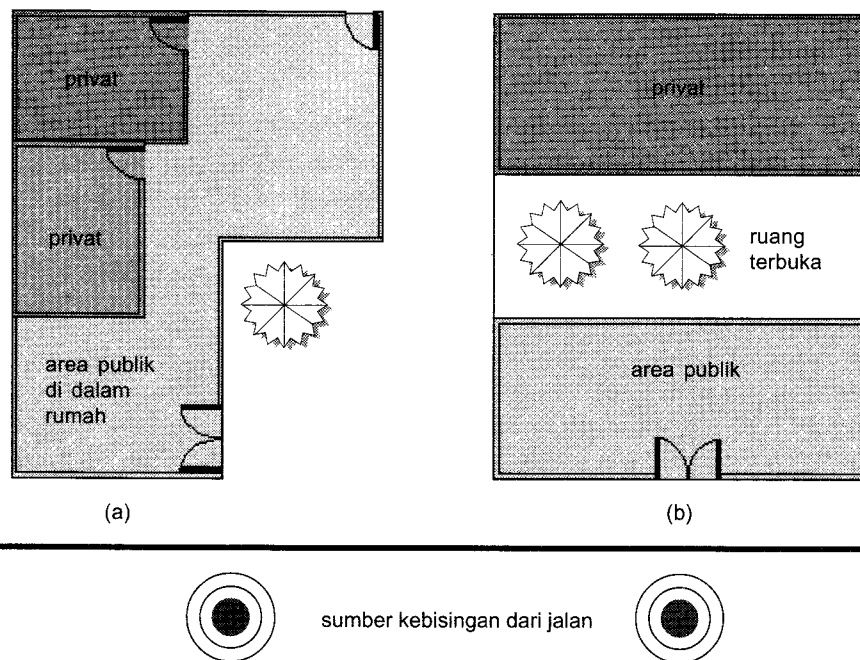 privat
privat
privat
ruang
terbuka
area publik
di dalam
rumah
area publik
(a)
(b)
sumber kebisingan dari jalan